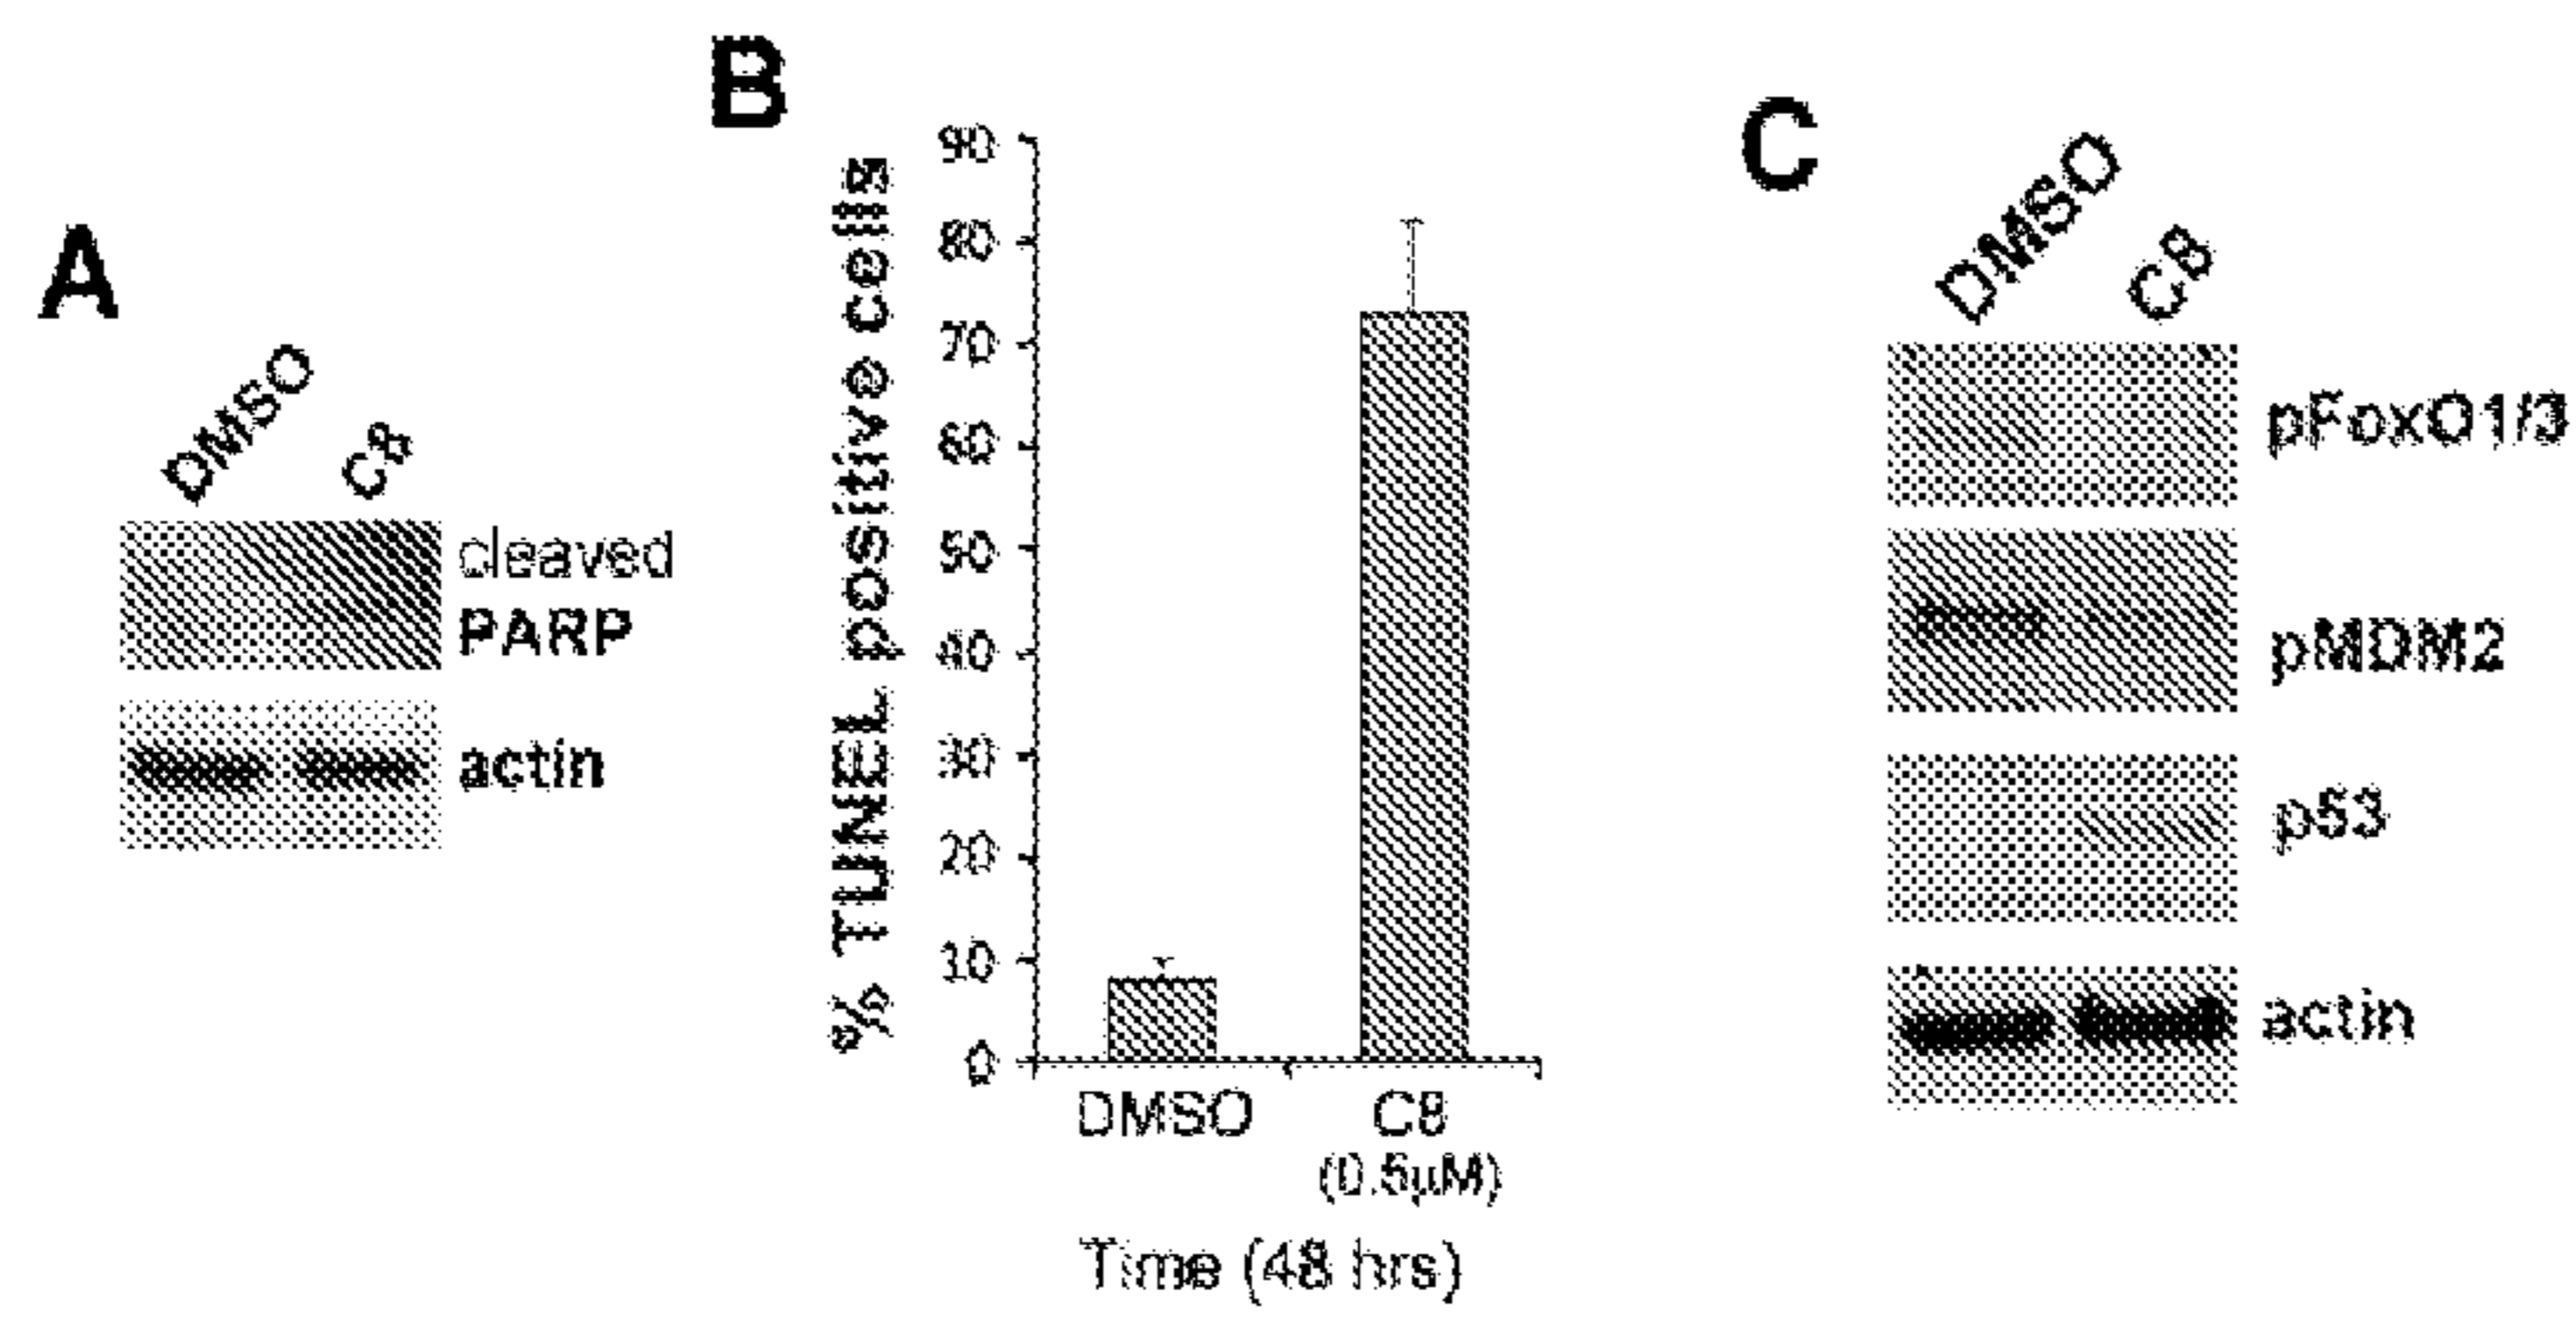 A
DMSO
C8
cleaved
PARP
actin
B
% TUNEL positive cells
90
80
70
60
50
40
30
20
10
0
DMSO
C8
(0.5µM)
Time (48 hrs)
C
DMSO
C8
pFoxO1/3
pMDM2
p53
actin